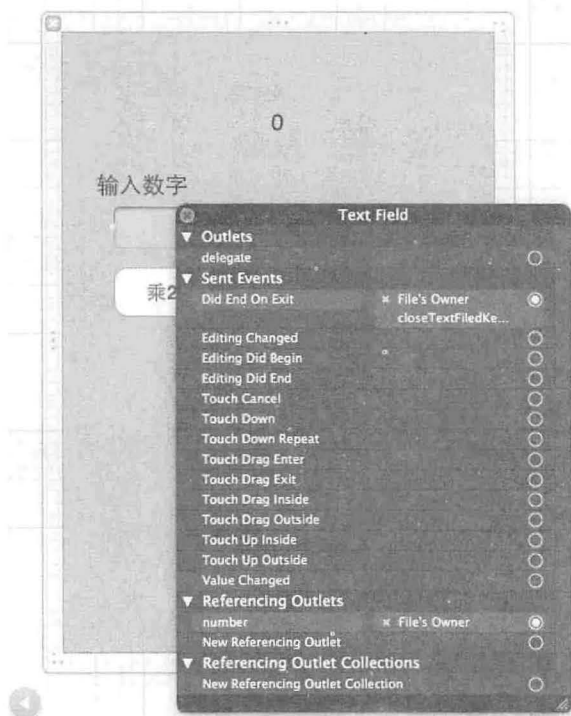 0
输入数字
乘2
Text Field
Outlets
delegate
Sent Events
Did End On Exit
File's Owner
closeTextFiledKe...
Editing Changed
Editing Did Begin
Editing Did End
Touch Cancel
Touch Down
Touch Down Repeat
Touch Drag Enter
Touch Drag Exit
Touch Drag Inside
Touch Drag Outside
Touch Up Inside
Touch Up Outside
Value Changed
Referencing Outlets
number
File's Owner
New Referencing Outlet
Referencing Outlet Collections
New Referencing Outlet Collection